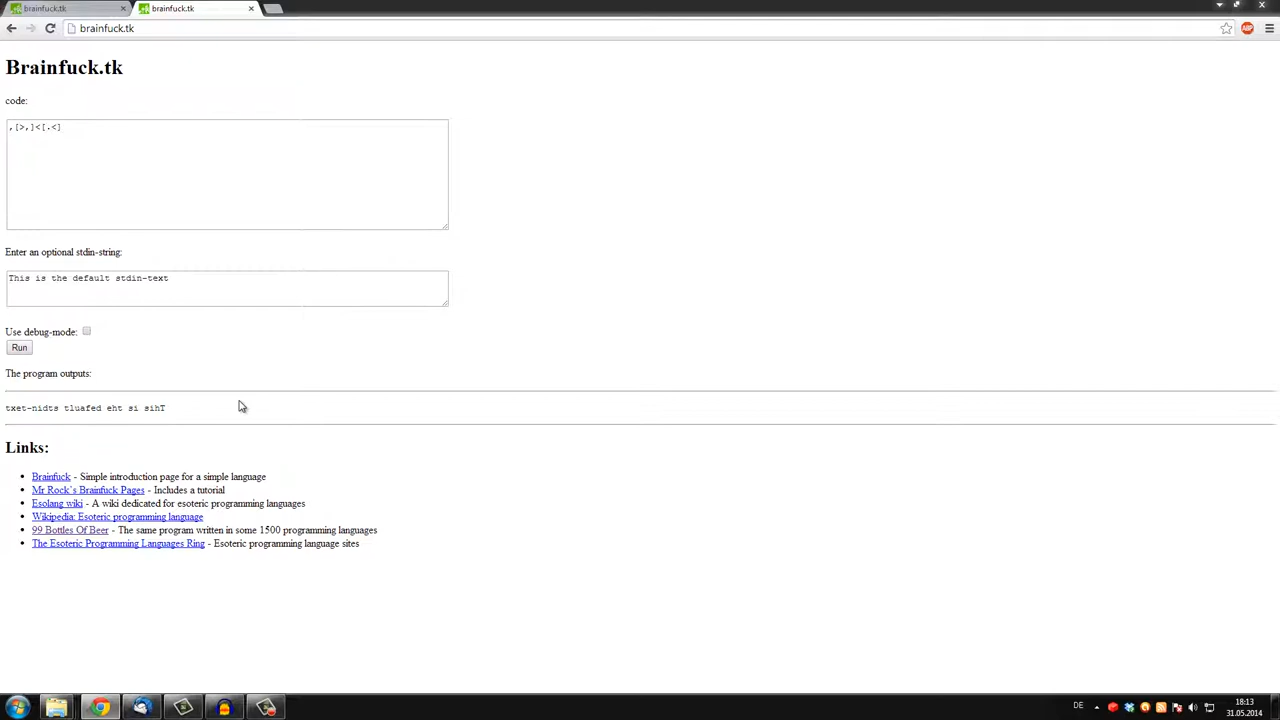 brainfuck.tk
brainfuck.tk
brainfuck.tk
ABP
Brainfuck.tk
code:
,[>,]<[.<]
Enter an optional stdin-string:
This is the default stdin-text
Use debug-mode:
Run
The program outputs:
txet-nidts tluafed eht si sihT
Links:
Brainfuck - Simple introduction page for a simple language
Mr Rock's Brainfuck Pages - Includes a tutorial
Esolang wiki - A wiki dedicated for esoteric programming languages
Wikipedia: Esoteric programming language
99 Bottles Of Beer - The same program written in some 1500 programming languages
The Esoteric Programming Languages Ring - Esoteric programming language sites
DE
18:13
31.05.2014